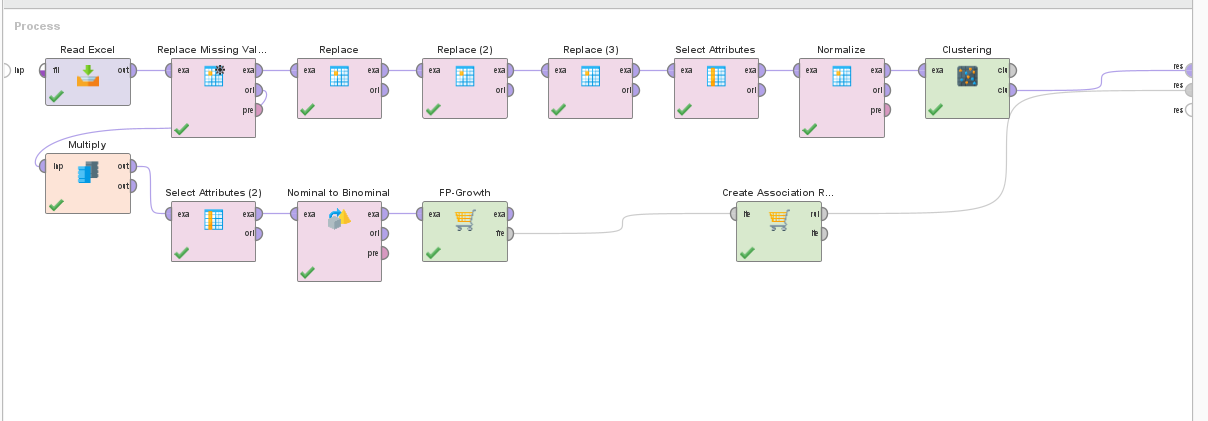 Process
Read Excel
Replace Missing Val...
Replace
Replace (2)
Replace (3)
Select Attributes
Normalize
Clustering
inp
fil out
exa exa
ori
pre
exa exa
ori
exa exa
ori
exa exa
ori
exa exa
ori
exa exa
ori
pre
exa clu
clu
res
res
res
Multiply
inp out
out
Select Attributes (2)
Nominal to Binominal
FP-Growth
Create Association R...
exa exa
ori
exa exa
ori
pre
exa exa
fre
ite rul
ite